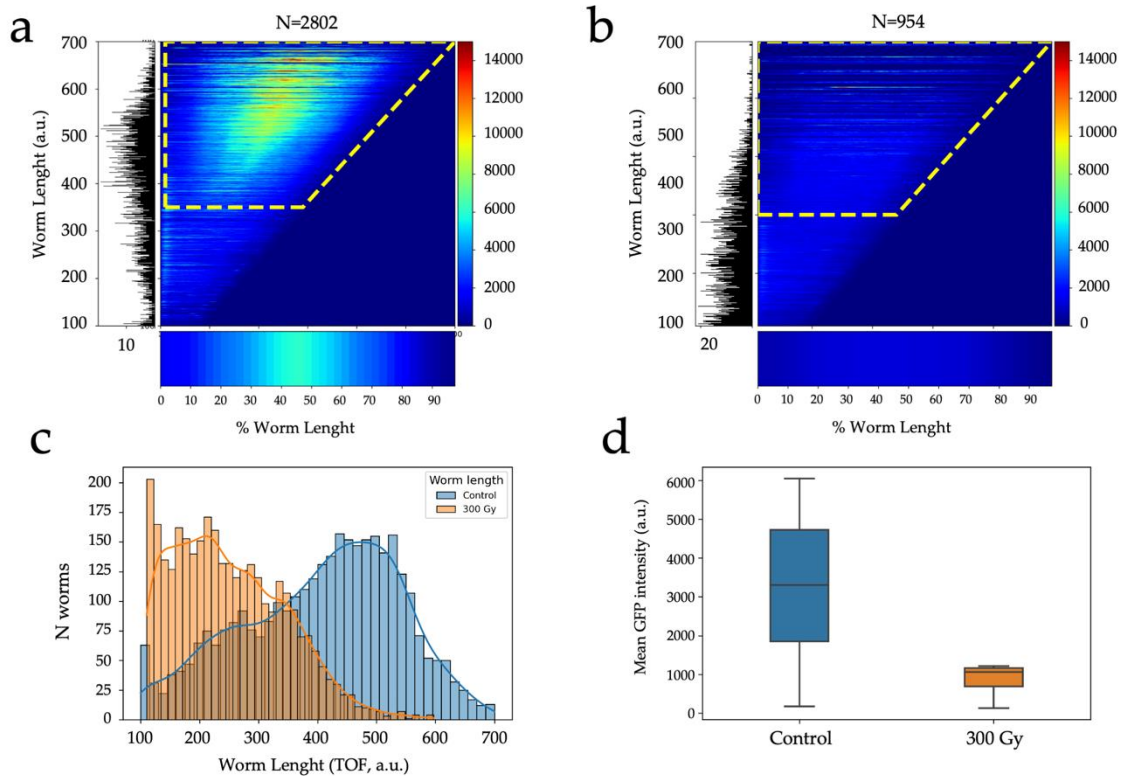 a
N=2802
700
600
500
400
300
200
100
Worm Lenght (a.u.)
10
14000
12000
10000
8000
6000
4000
2000
0
0 10 20 30 40 50 60 70 80 90
% Worm Lenght
b
N=954
700
600
500
400
300
200
100
Worm Lenght (a.u.)
20
14000
12000
10000
8000
6000
4000
2000
0
0 10 20 30 40 50 60 70 80 90
% Worm Lenght
c
200
175
150
125
100
75
50
25
0
N worms
Worm length
Control
300 Gy
100 200 300 400 500 600 700
Worm Lenght (TOF, a.u.)
d
6000
5000
4000
3000
2000
1000
0
Mean GFP intensity (a.u.)
Control 300 Gy